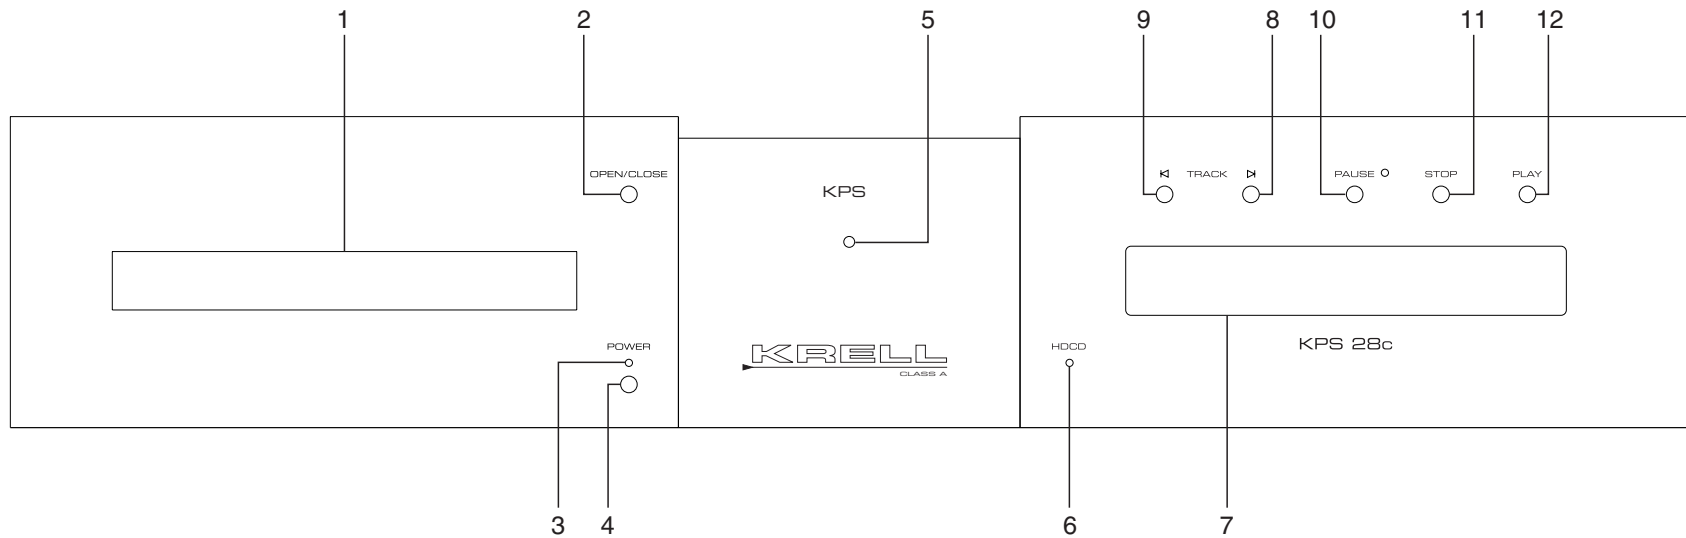 1 2 5 9 8 10 11 12
OPEN/CLOSE TRACK PAUSE STOP PLAY
KPS
POWER KRELL HDCD KPS 28c
CLASS A
3 4 6 7